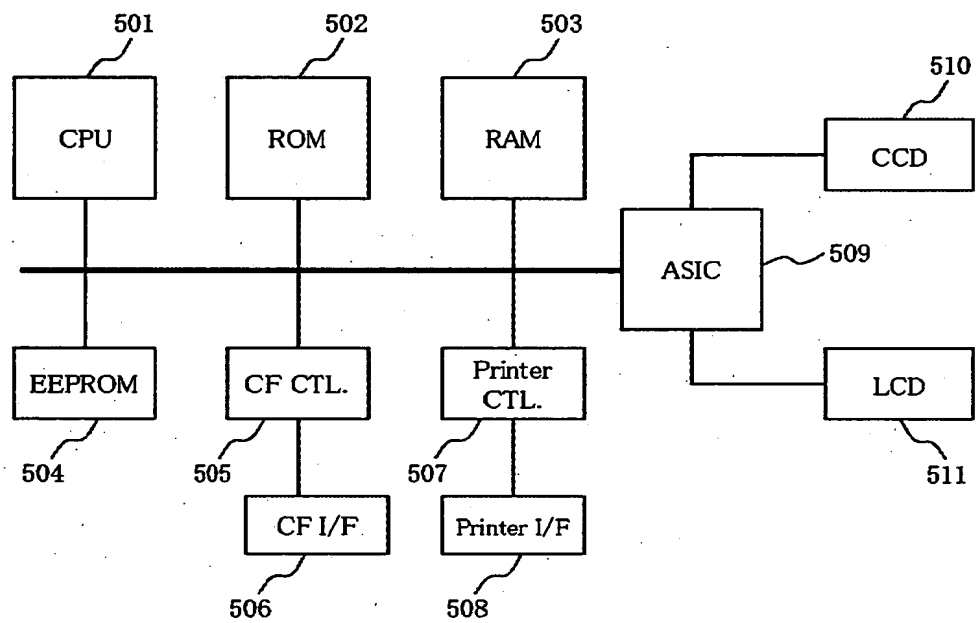 501
502
503
510
CPU
ROM
RAM
CCD
ASIC
509
EEPROM
CF CTL.
Printer
CTL.
LCD
504
505
507
511
CF I/F
Printer I/F
506
508